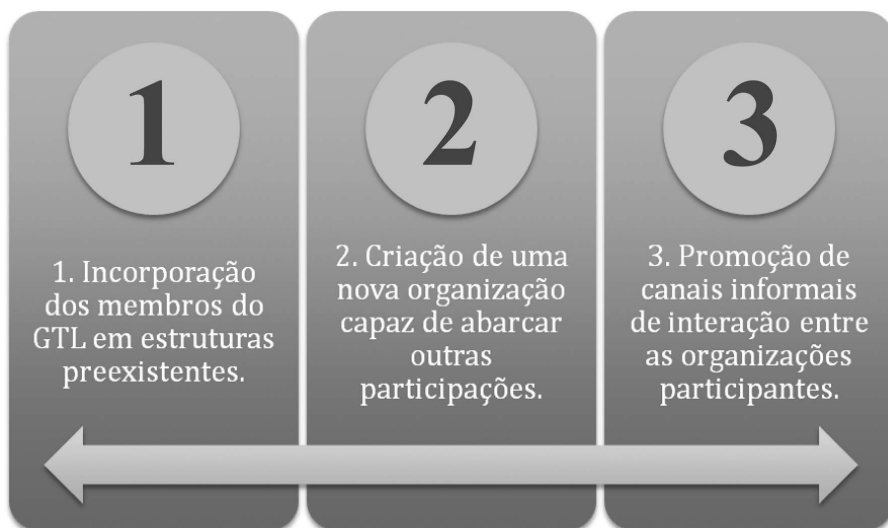 1
1. Incorporação
dos membros do
GTL em estruturas
preexistentes.
2
2. Criação de uma
nova organização
capaz de abarcar
outras
participações.
3
3. Promoção de
canais informais
de interação entre
as organizações
participantes.